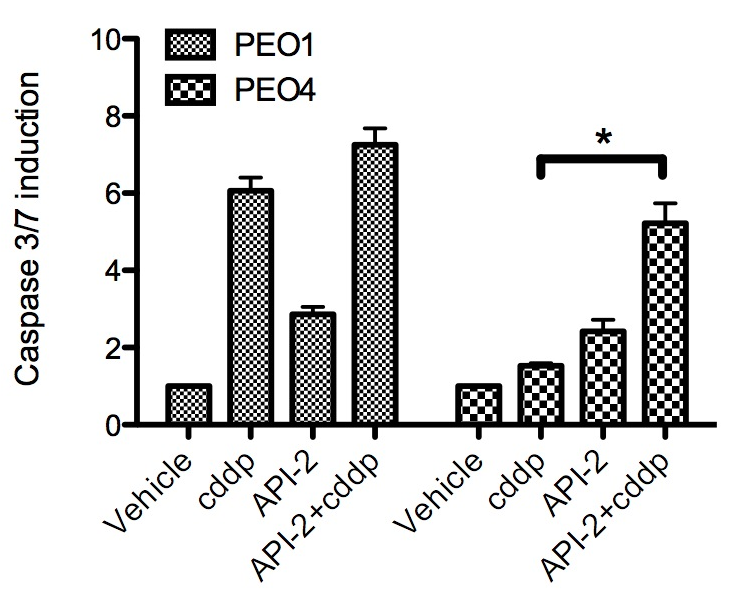 Caspase 3/7 induction
10
8
6
4
2
0
PEO1
PEO4
*
Vehicle
cddp
API-2
API-2+cddp
Vehicle
cddp
API-2
API-2+cddp